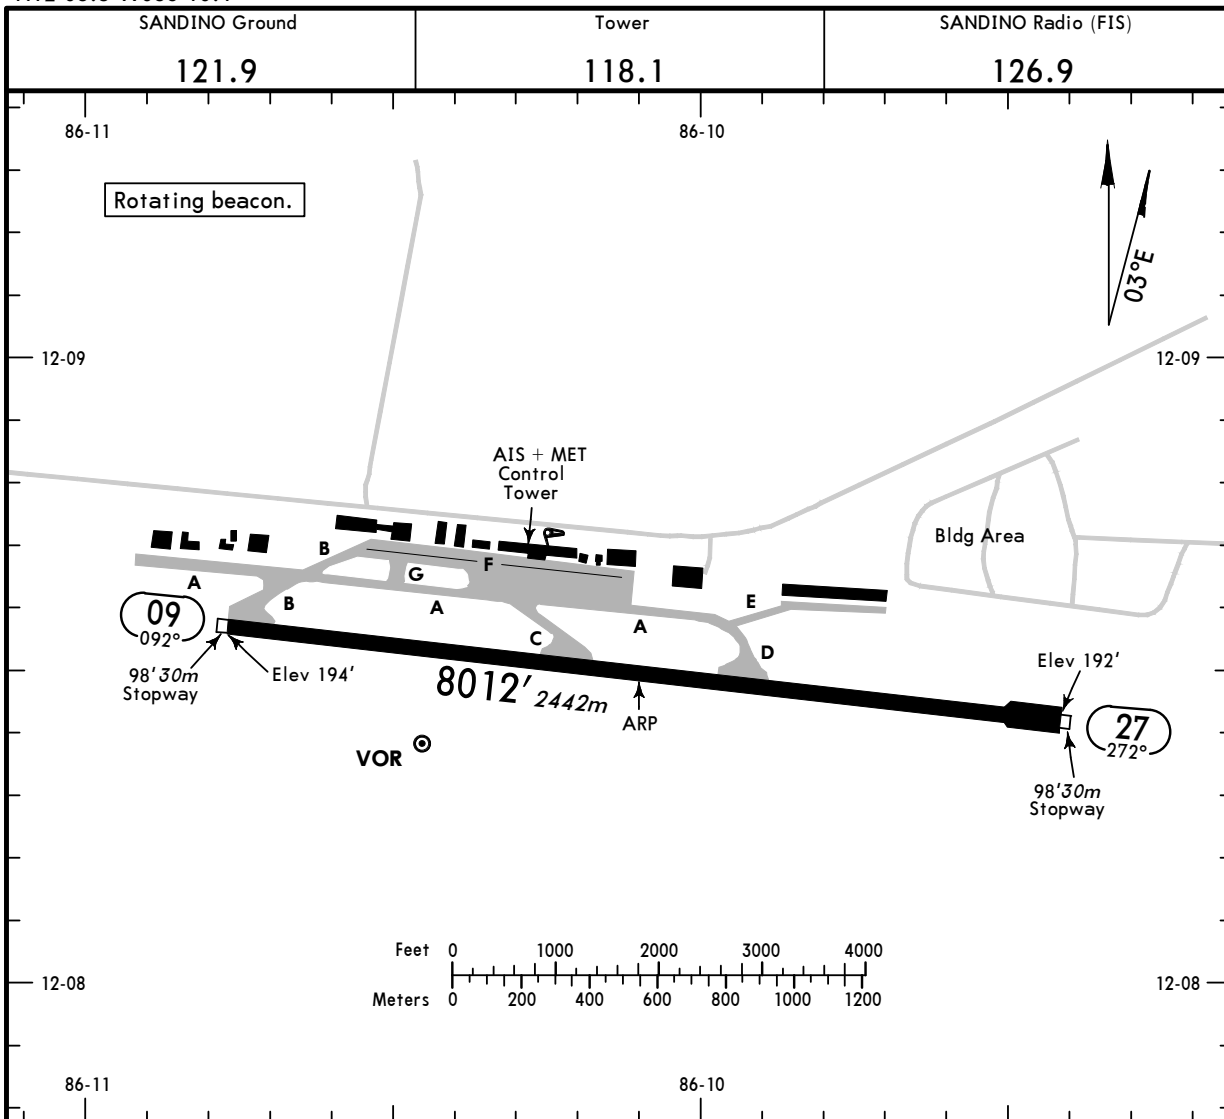 SANDINO Ground
Tower
SANDINO Radio (FIS)
121.9
118.1
126.9
86-11
86-10
Rotating beacon.
03°E
12-09
12-09
AIS + MET
Control
Tower
Bldg Area
B
F
G
A
B
A
E
A
C
D
09
092°
98'30m
Stopway
Elev 194'
8012' 2442m
ARP
Elev 192'
27
272°
98'30m
Stopway
VOR
Feet 0 1000 2000 3000 4000
Meters 0 200 400 600 800 1000 1200
12-08
12-08
86-11
86-10